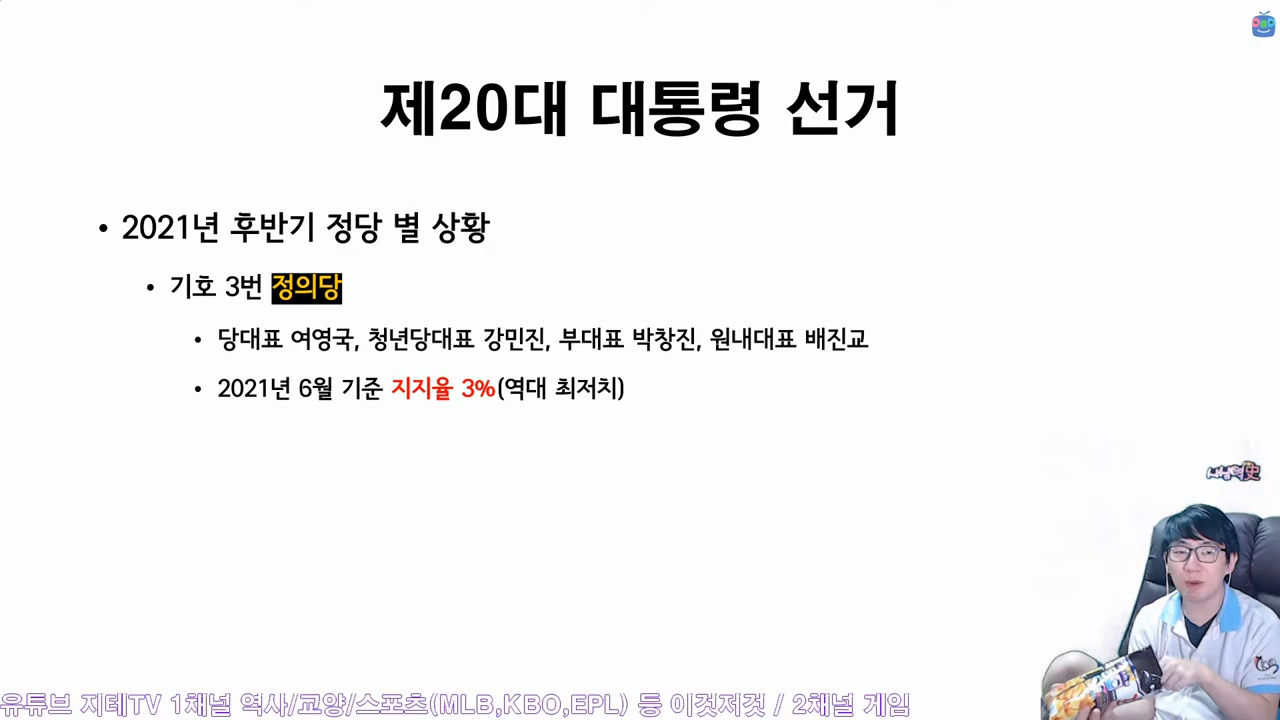 제20대 대통령 선거
• 2021년 후반기 정당 별 상황
• 기호 3번 정의당
• 당대표 여영국, 청년당대표 강민진, 부대표 박창진, 원내대표 배진교
• 2021년 6월 기준 지지율 3%(역대 최저치)
유튜브 지테TV 1채널 역사/교양/스포츠(MLB,KBO,EPL) 등 이것저것 / 2채널 게임